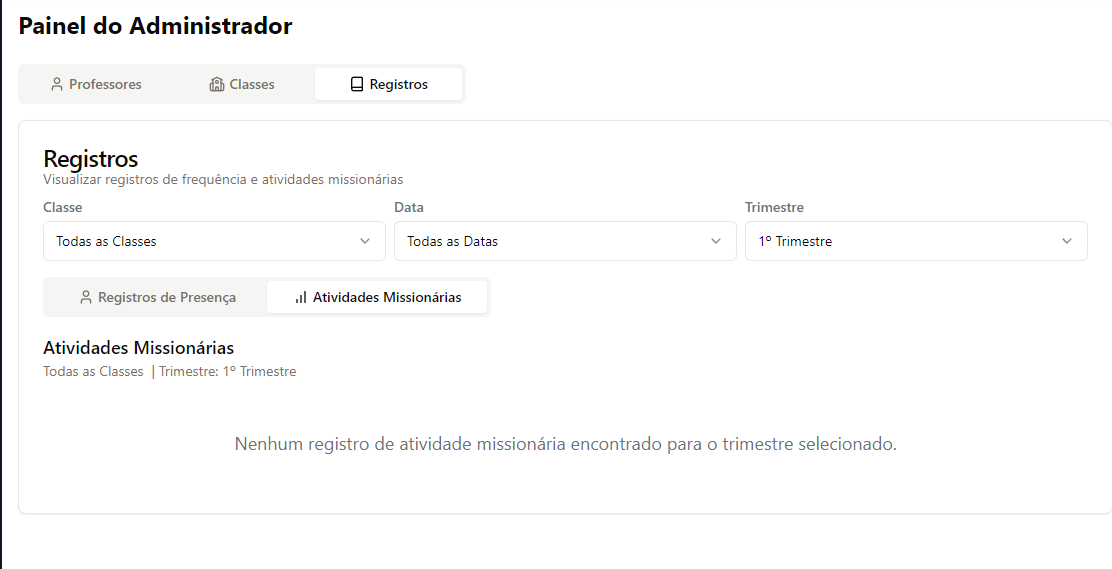 Painel do Administrador
Professores
Classes
Registros
Registros
Visualizar registros de frequência e atividades missionárias
Classe
Data
Trimestre
Todas as Classes
Todas as Datas
1º Trimestre
Registros de Presença
Atividades Missionárias
Atividades Missionárias
Todas as Classes | Trimestre: 1º Trimestre
Nenhum registro de atividade missionária encontrado para o trimestre selecionado.